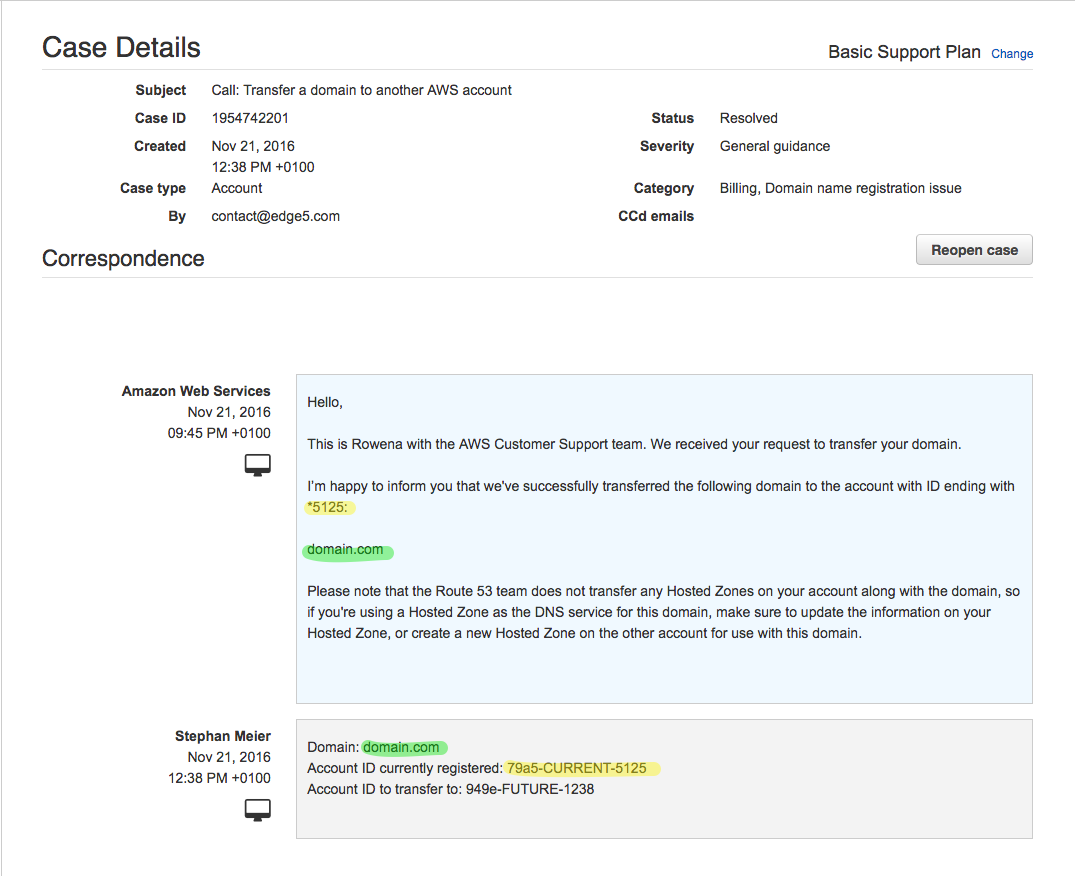 Case Details
Basic Support Plan Change
Subject Call: Transfer a domain to another AWS account
Case ID 1954742201
Status Resolved
Created Nov 21, 2016
12:38 PM +0100
Severity General guidance
Case type Account
Category Billing, Domain name registration issue
By contact@edge5.com
CCd emails
Correspondence
Reopen case
Amazon Web Services
Nov 21, 2016
09:45 PM +0100
Hello,
This is Rowena with the AWS Customer Support team. We received your request to transfer your domain.
I'm happy to inform you that we've successfully transferred the following domain to the account with ID ending with
*5125:
domain.com
Please note that the Route 53 team does not transfer any Hosted Zones on your account along with the domain, so
if you're using a Hosted Zone as the DNS service for this domain, make sure to update the information on your
Hosted Zone, or create a new Hosted Zone on the other account for use with this domain.
Stephan Meier
Nov 21, 2016
12:38 PM +0100
Domain: domain.com
Account ID currently registered: 79a5-CURRENT-5125
Account ID to transfer to: 949e-FUTURE-1238